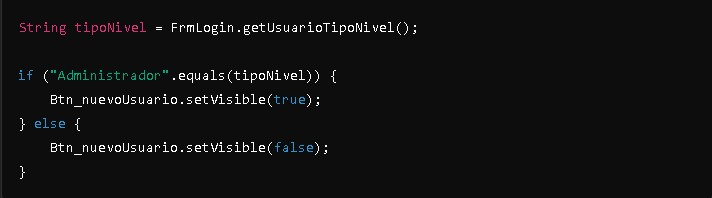 String tipoNivel = FrmLogin.getUsuarioTipoNivel();
if ("Administrador".equals(tipoNivel)) {
    Btn_nuevoUsuario.setVisible(true);
} else {
    Btn_nuevoUsuario.setVisible(false);
}